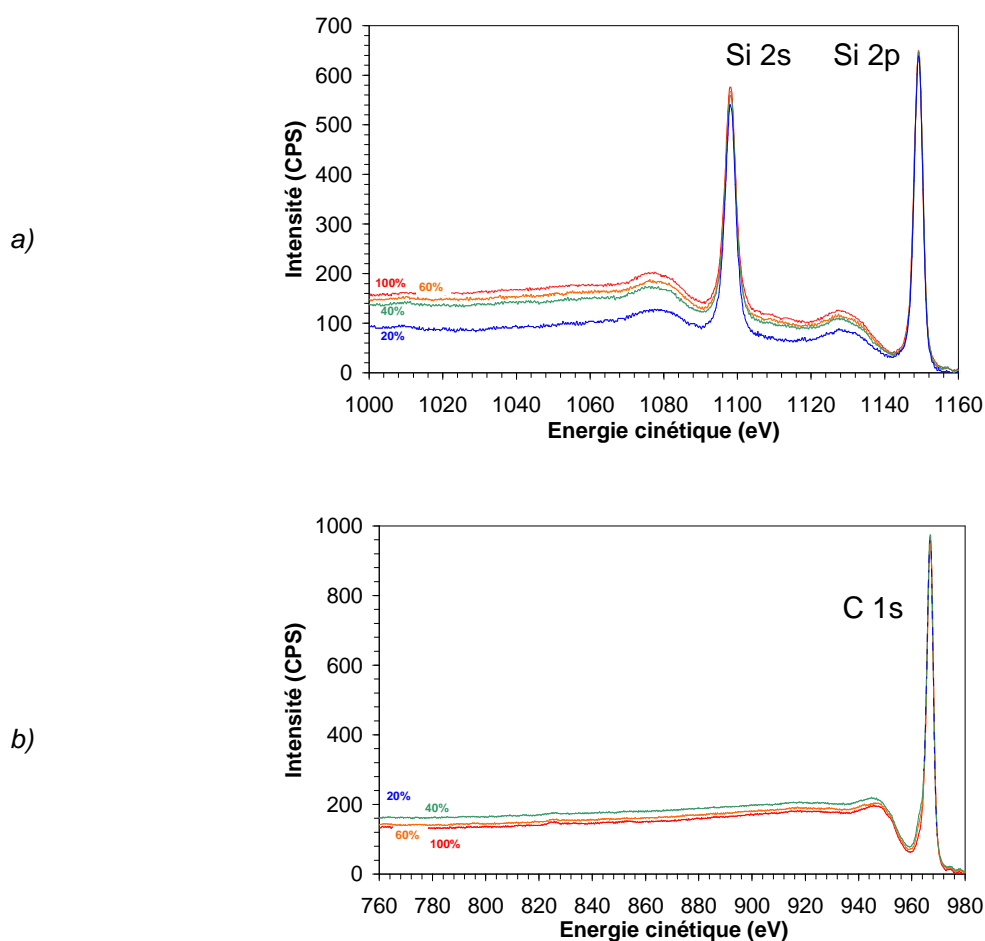 a)
Intensité (CPS)
700
600
500
400
300
200
100
0
Si 2s
Si 2p
100%
60%
40%
20%
1000 1020 1040 1060 1080 1100 1120 1140 1160
Energie cinétique (eV)
b)
Intensité (CPS)
1000
800
600
400
200
0
C 1s
20%
40%
60%
100%
760 780 800 820 840 860 880 900 920 940 960 980
Energie cinétique (eV)